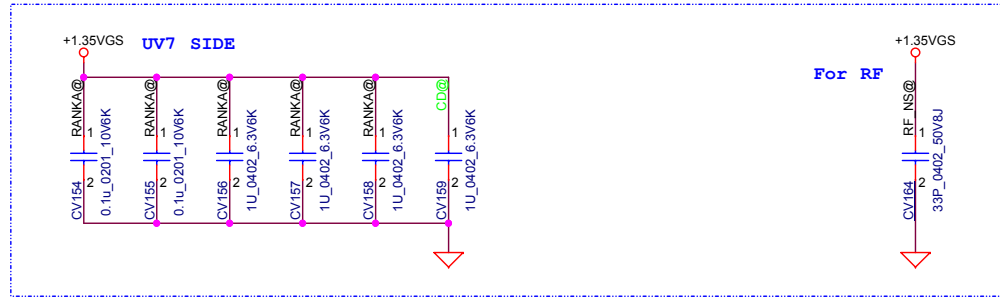 +1.35VGS
UV7 SIDE
RANKA@
1
2
CV154
0.1u_0201_10V6K
RANKA@
1
2
CV155
0.1u_0201_10V6K
RANKA@
1
2
CV156
1U_0402_6.3V6K
RANKA@
1
2
CV157
1U_0402_6.3V6K
RANKA@
1
2
CV158
1U_0402_6.3V6K
CD@
1
2
CV159
1U_0402_6.3V6K
+1.35VGS
For RF
RF_NS@
1
2
CV164
33P_0402_50V8J